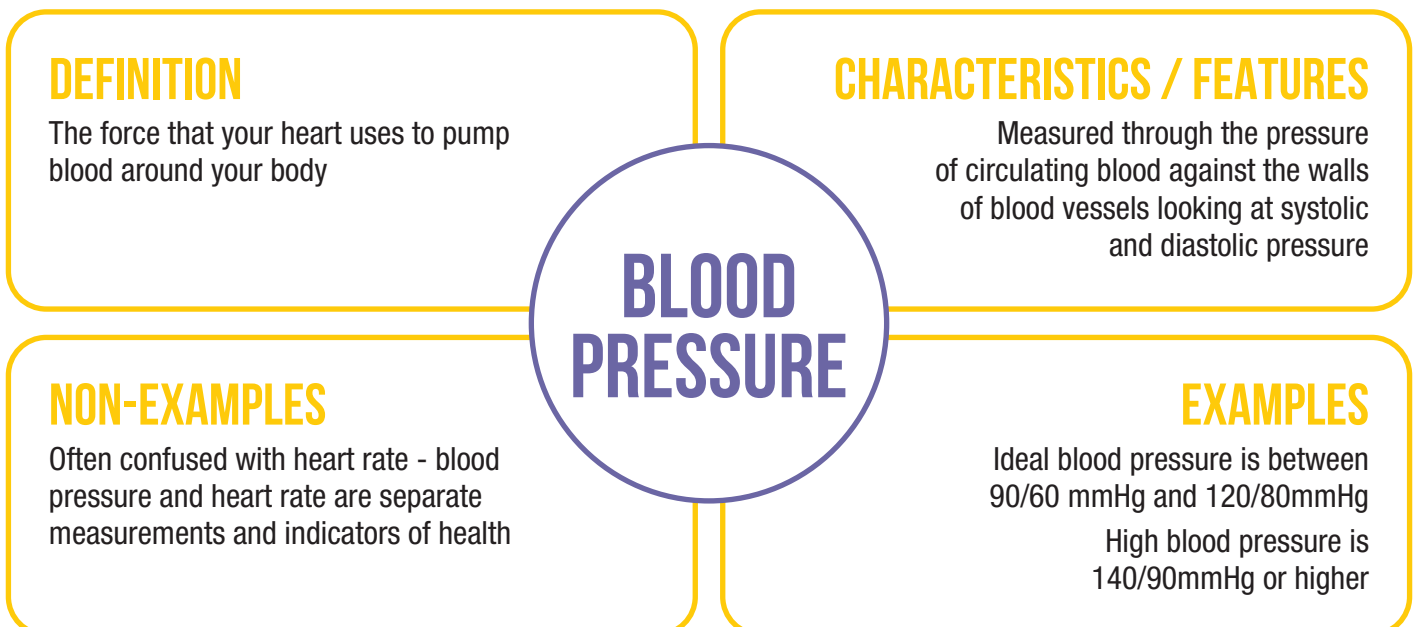 DEFINITION
The force that your heart uses to pump
blood around your body
CHARACTERISTICS / FEATURES
Measured through the pressure
of circulating blood against the walls
of blood vessels looking at systolic
and diastolic pressure
BLOOD
PRESSURE
NON-EXAMPLES
Often confused with heart rate - blood
pressure and heart rate are separate
measurements and indicators of health
EXAMPLES
Ideal blood pressure is between
90/60 mmHg and 120/80mmHg
High blood pressure is
140/90mmHg or higher